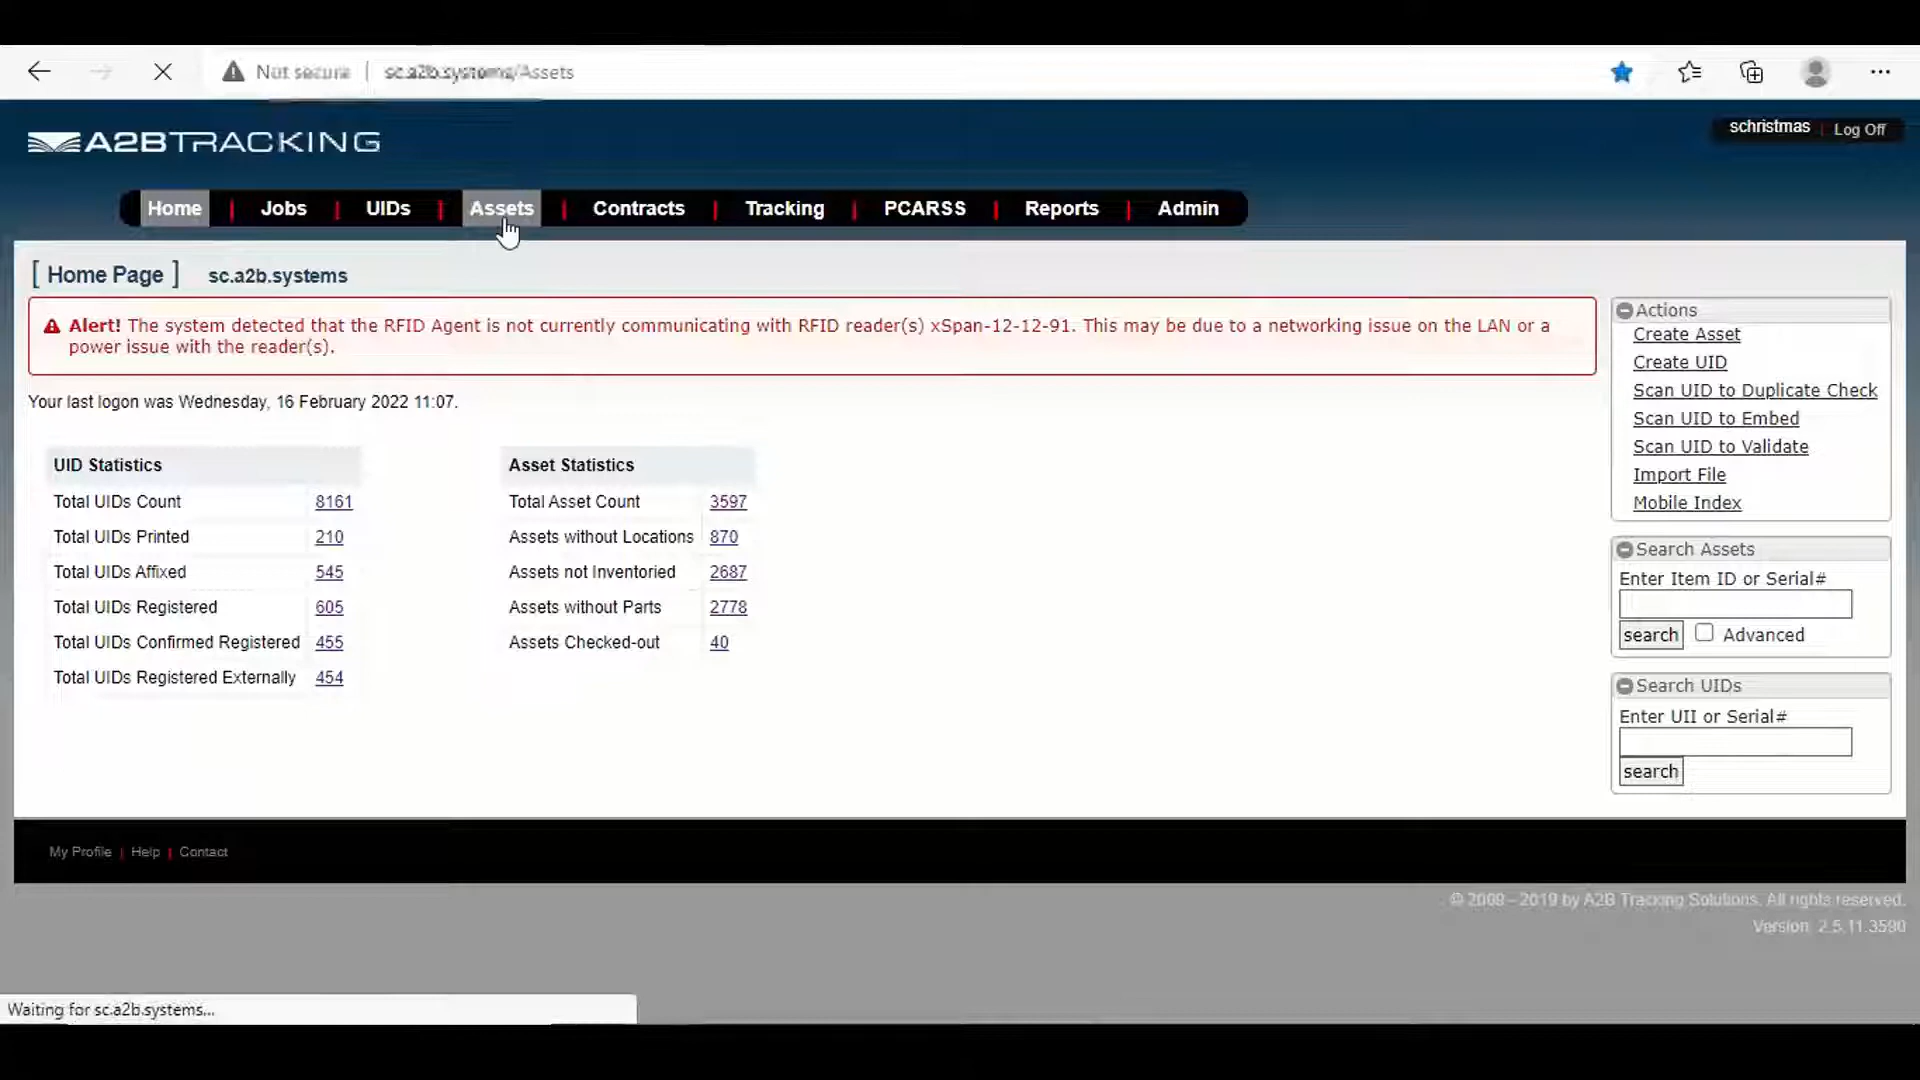 Not secure | sc.a2b.systems/Assets
A2BTRACKING
schristmas | Log Off
Home | Jobs | UIDs | Assets | Contracts | Tracking | PCARSS | Reports | Admin
[ Home Page ] sc.a2b.systems
Alert! The system detected that the RFID Agent is not currently communicating with RFID reader(s) xSpan-12-12-91. This may be due to a networking issue on the LAN or a
power issue with the reader(s).
Your last logon was Wednesday, 16 February 2022 11:07.
UID Statistics
Total UIDs Count 8161
Total UIDs Printed 210
Total UIDs Affixed 545
Total UIDs Registered 605
Total UIDs Confirmed Registered 455
Total UIDs Registered Externally 454
Asset Statistics
Total Asset Count 3597
Assets without Locations 870
Assets not Inventoried 2687
Assets without Parts 2778
Assets Checked-out 40
Actions
Create Asset
Create UID
Scan UID to Duplicate Check
Scan UID to Embed
Scan UID to Validate
Import File
Mobile Index
Search Assets
Enter Item ID or Serial#
search Advanced
Search UIDs
Enter UII or Serial#
search
My Profile | Help | Contact
© 2008 - 2019 by A2B Tracking Solutions. All rights reserved.
Version: 2.5.11.3590
Waiting for sc.a2b.systems...